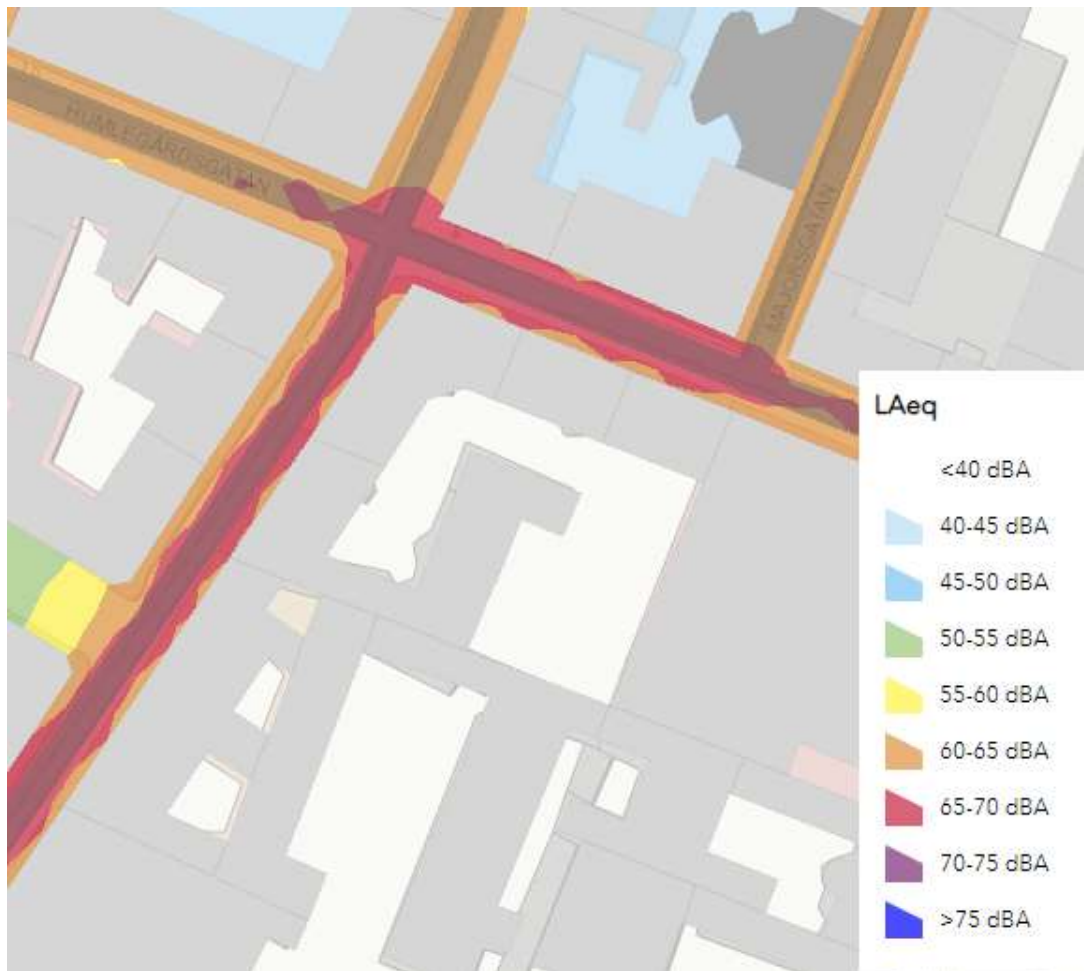 HUMLEGÅRDSGATAN
MAJORSGATAN
LAeq
<40 dBA
40-45 dBA
45-50 dBA
50-55 dBA
55-60 dBA
60-65 dBA
65-70 dBA
70-75 dBA
>75 dBA